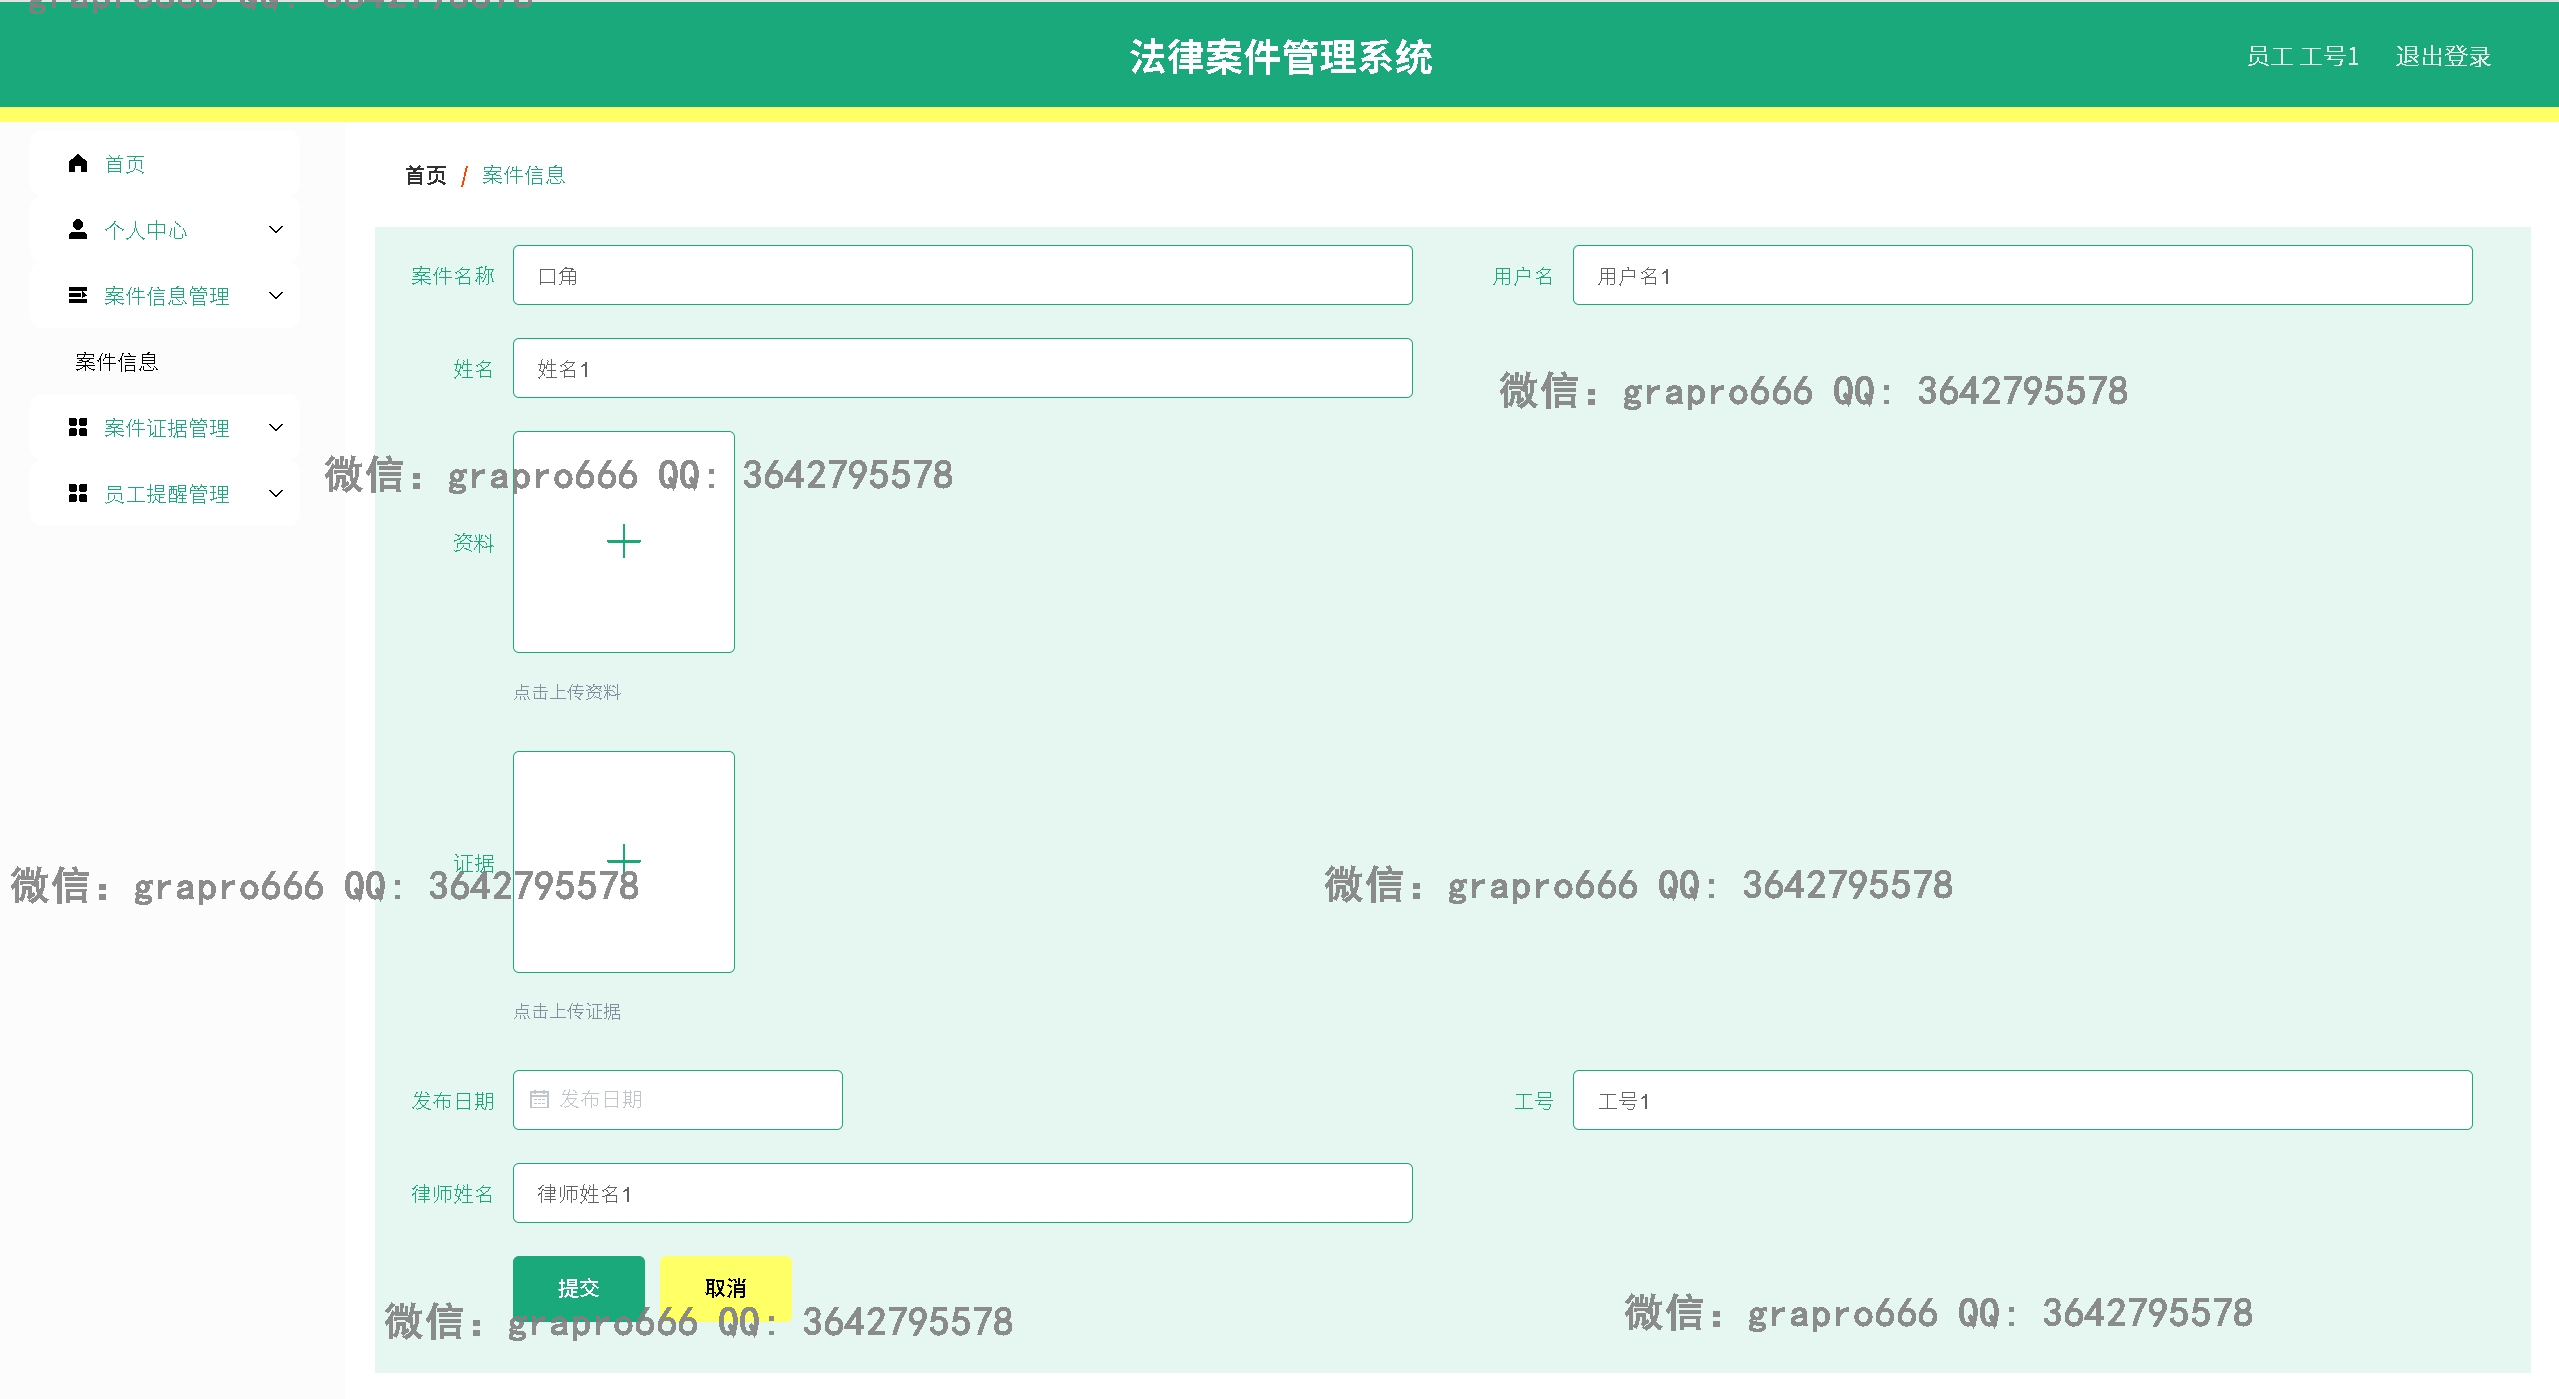 grapro666 QQ: 3642795578
法律案件管理系统
员工 工号1
退出登录
首页
个人中心
案件信息管理
案件信息
案件证据管理
员工提醒管理
首页 / 案件信息
案件名称
口角
用户名
用户名1
姓名
姓名1
微信: grapro666 QQ: 3642795578
微信: grapro666 QQ: 3642795578
资料
点击上传资料
证据
微信: grapro666 QQ: 3642795578
微信: grapro666 QQ: 3642795578
点击上传证据
发布日期
发布日期
工号
工号1
律师姓名
律师姓名1
提交
取消
微信: grapro666 QQ: 3642795578
微信: grapro666 QQ: 3642795578